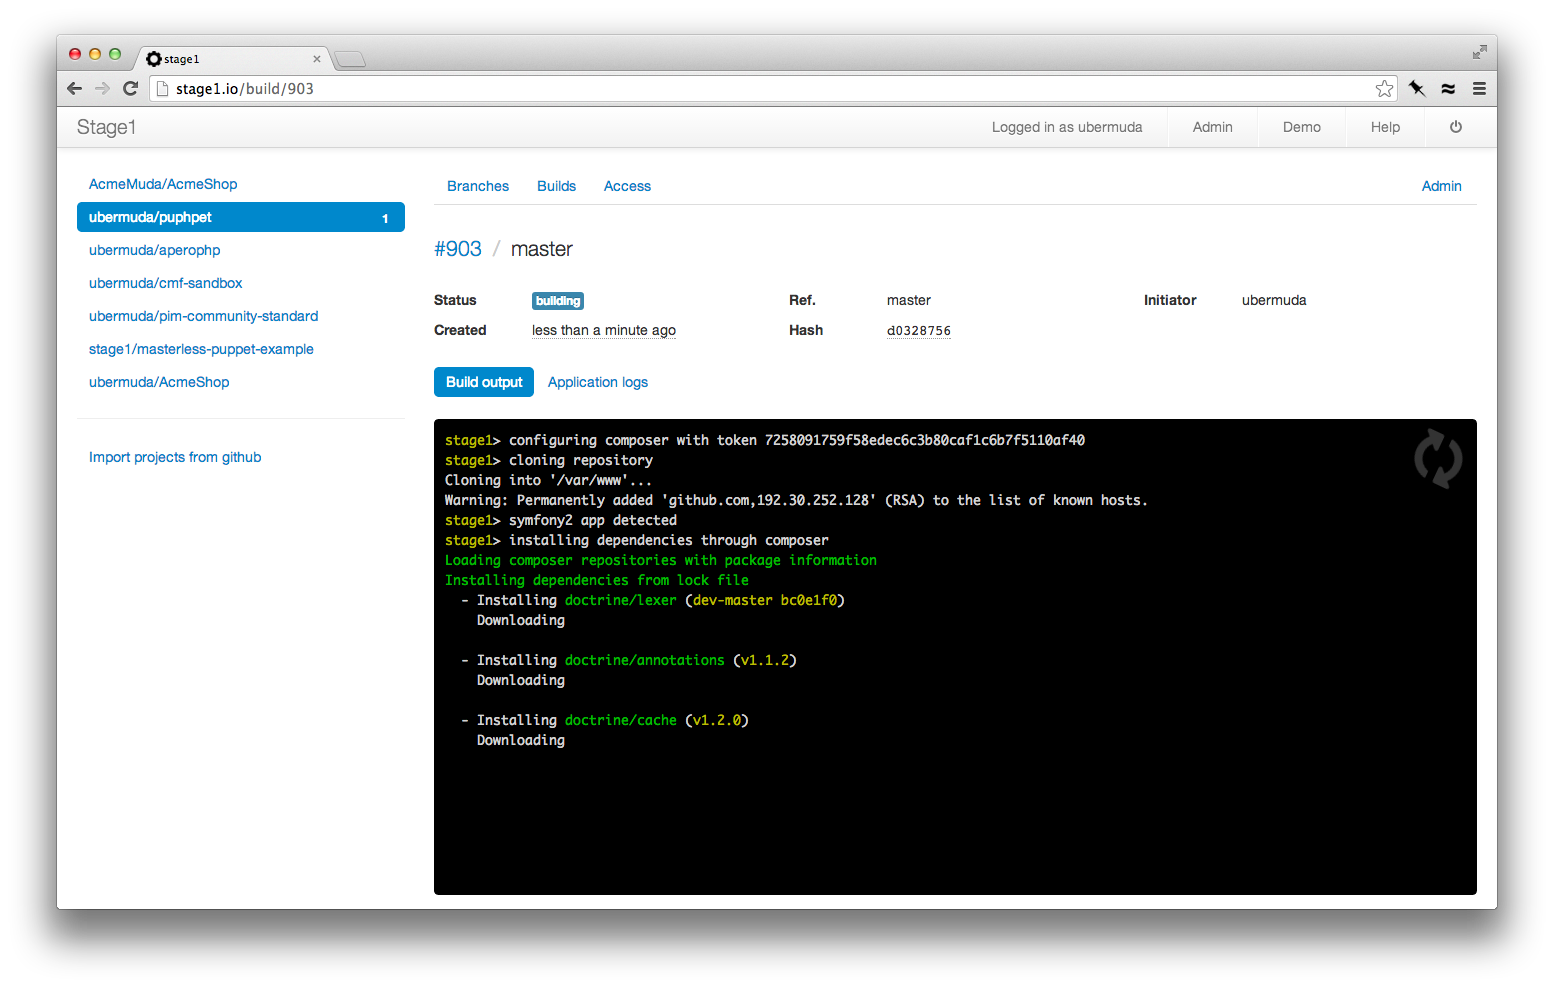 stage1
stage1.io/build/903
Stage1
Logged in as ubermuda
Admin
Demo
Help
AcmeMuda/AcmeShop
ubermuda/puphpet 1
ubermuda/aperophp
ubermuda/cmf-sandbox
ubermuda/pim-community-standard
stage1/masterless-puppet-example
ubermuda/AcmeShop
Import projects from github
Branches Builds Access Admin
#903 / master
Status building Ref. master Initiator ubermuda
Created less than a minute ago Hash d0328756
Build output Application logs
stage1> configuring composer with token 7258091759f58edec6c3b80caf1c6b7f5110af40
stage1> cloning repository
Cloning into '/var/www'...
Warning: Permanently added 'github.com,192.30.252.128' (RSA) to the list of known hosts.
stage1> symfony2 app detected
stage1> installing dependencies through composer
Loading composer repositories with package information
Installing dependencies from lock file
- Installing doctrine/lexer (dev-master bc0e1f0)
Downloading
- Installing doctrine/annotations (v1.1.2)
Downloading
- Installing doctrine/cache (v1.2.0)
Downloading